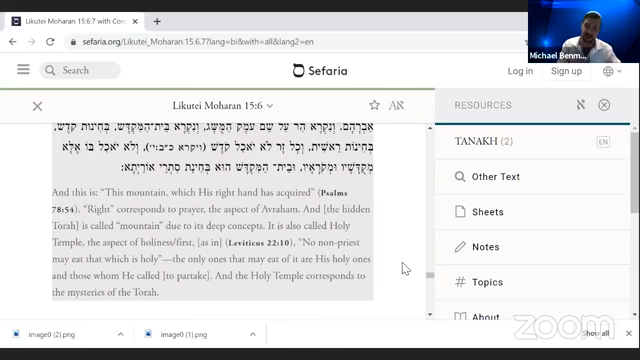 Likutei Moharan 15:6:7 with Con
sefaria.org/Likutei_Moharan.15.6.7?lang=bi&with=all&lang2=en
Michael Benm...
Search
Sefaria
Log in
Sign up
Likutei Moharan 15:6
RESOURCES
אַבְרָהָם. וְנִקְרָא הַר עַל שֵׁם עֹמֶק הַמֻּשָּׂג, וְנִקְרָא בֵּית־הַמִּקְדָּשׁ, בְּחִינוֹת קֹדֶשׁ,
בְּחִינוֹת רֵאשִׁית, וְכָל זָר לֹא יֹאכַל קֹדֶשׁ (ויקרא כ״ב:י׳), וְלֹא יֹאכַל בּוֹ אֶלָּא
מְקֻדָּשָׁיו וּמְקֹרָאָיו, וּבֵית־הַמִּקְדָּשׁ הוּא בְּחִינַת סִתְרֵי אוֹרַיְתָא:
And this is: “This mountain, which His right hand has acquired” (Psalms
78:54). “Right” corresponds to prayer, the aspect of Avraham. And [the hidden
Torah] is called “mountain” due to its deep concepts. It is also called Holy
Temple, the aspect of holiness/first, [as in] (Leviticus 22:10), “No non-priest
may eat that which is holy”—the only ones that may eat of it are His holy ones
and those whom He called [to partake]. And the Holy Temple corresponds to
the mysteries of the Torah.
TANAKH (2)
EN
Other Text
Sheets
Notes
Topics
About
image0 (2).png
image0 (1).png
Show all
zoom